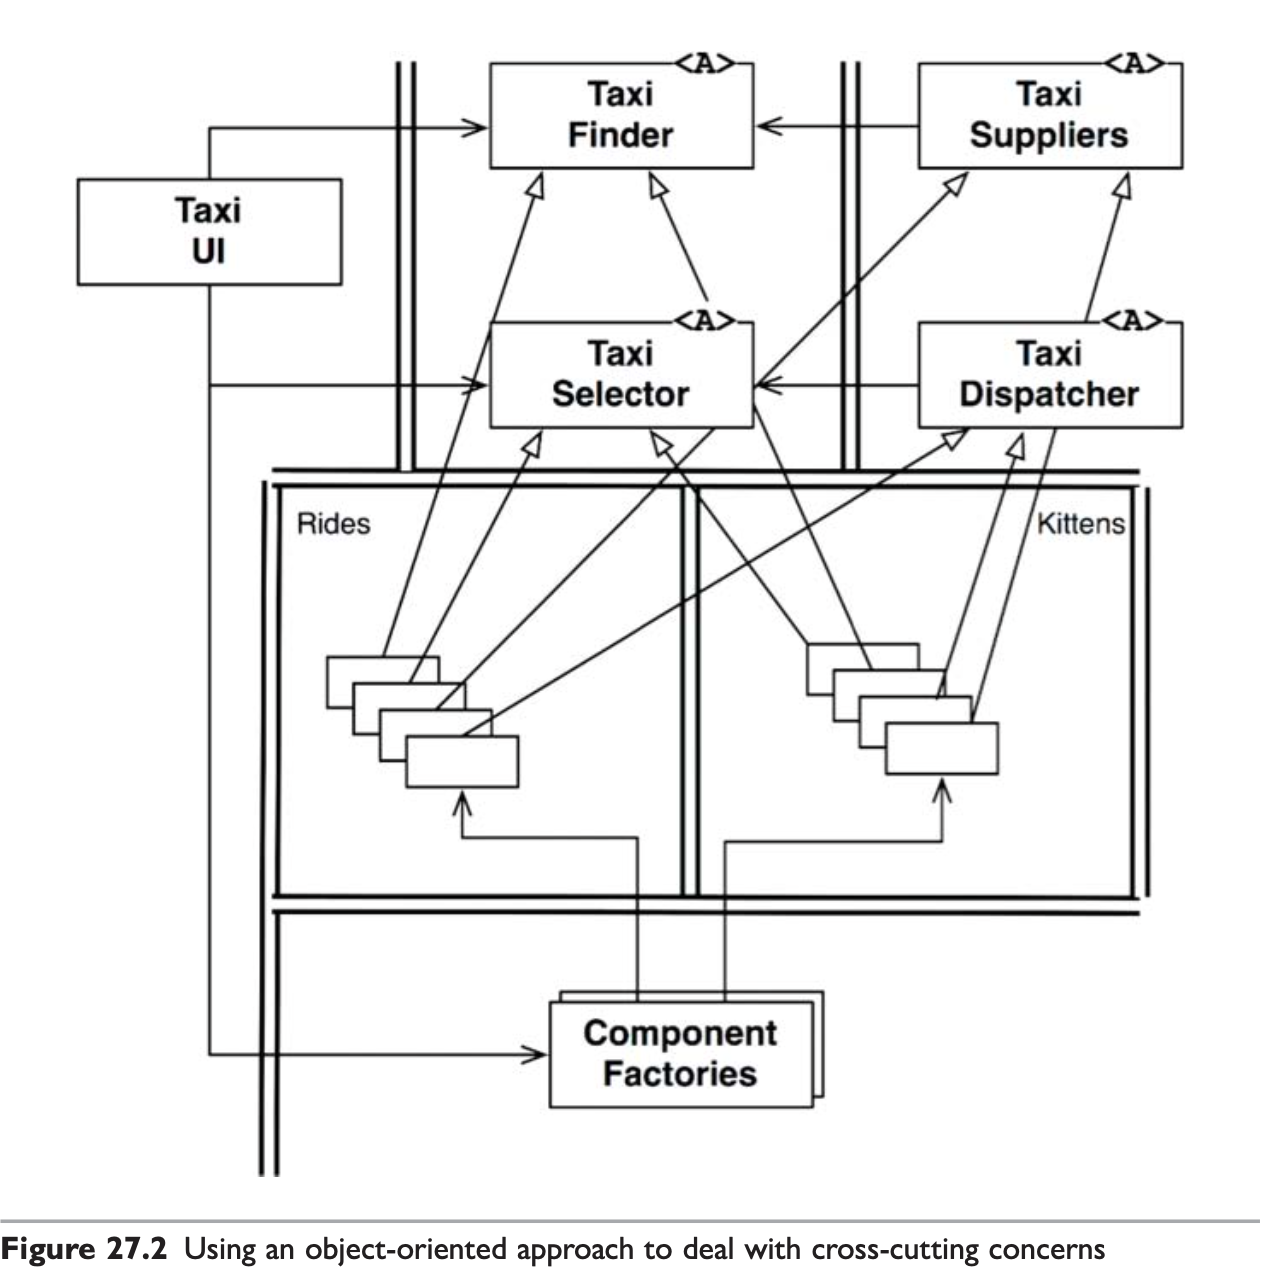 <A>
<A>
Taxi
Finder
Taxi
Suppliers
Taxi
UI
<A>
<A>
Taxi
Selector
Taxi
Dispatcher
Rides
Kittens
Component
Factories
Figure 27.2 Using an object-oriented approach to deal with cross-cutting concerns